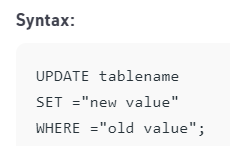 Syntax:
UPDATE tablename
SET ="new value"
WHERE ="old value";